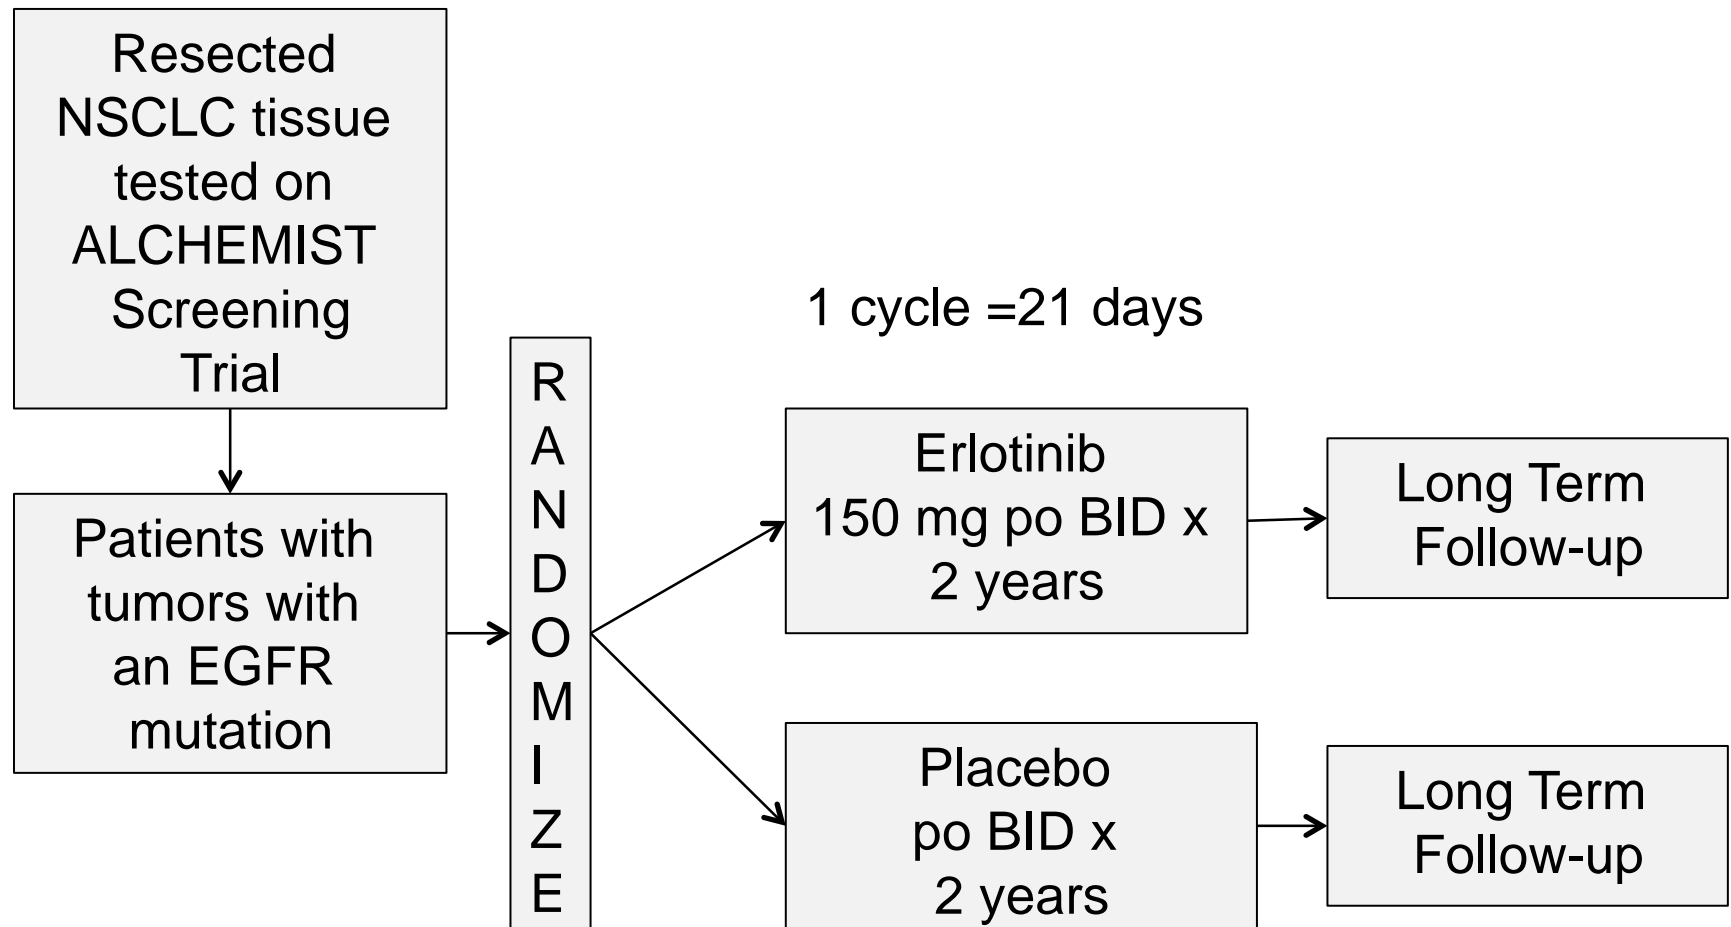 Resected
NSCLC tissue
tested on
ALCHEMIST
Screening
Trial
Patients with
tumors with
an EGFR
mutation
R
A
N
D
O
M
I
Z
E
1 cycle =21 days
Erlotinib
150 mg po BID x
2 years
Long Term
Follow-up
Placebo
po BID x
2 years
Long Term
Follow-up